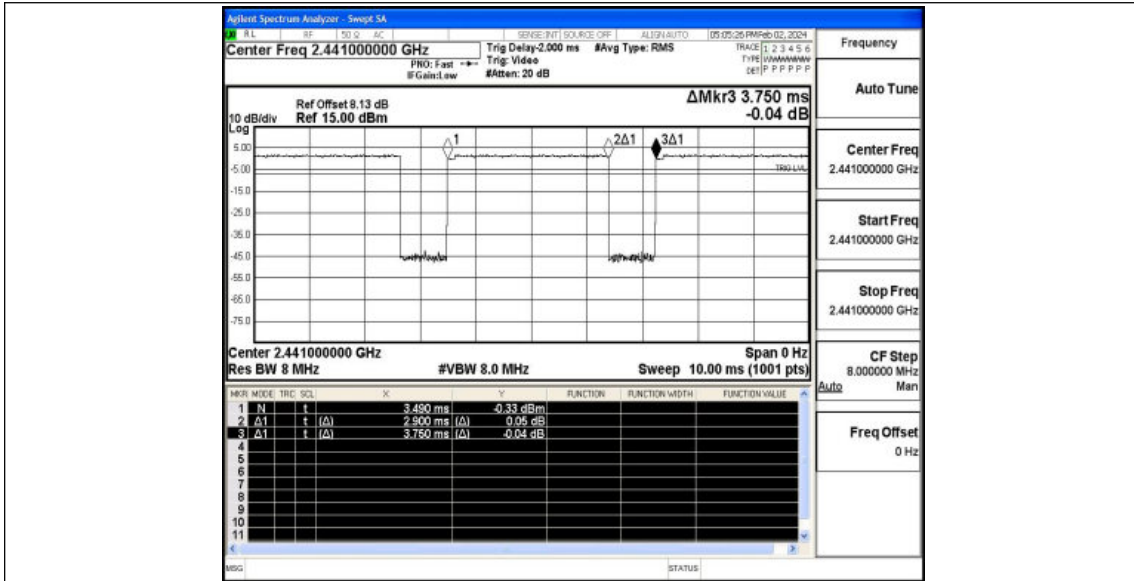 Agilent Spectrum Analyzer - Swept SA
RL RF 50 Ω AC SENSE:INT SOURCE OFF ALIGNAUTO 05:05:26 PMFeb 02, 2024
Center Freq 2.441000000 GHz
PNO: Fast
IFGain:Low
Trig Delay-2.000 ms #Avg Type: RMS
Trig: Video
#Atten: 20 dB
TRACE 1 2 3 4 5 6
TYPE WWWWWW
DET P P P P P P
Ref Offset 8.13 dB
10 dB/div Ref 15.00 dBm
ΔMkr3 3.750 ms
-0.04 dB
Log
1 2Δ1 3Δ1
5.00
-5.00
TRIG LVL
-15.0
-25.0
-35.0
-45.0
-55.0
-65.0
-75.0
Center 2.441000000 GHz Span 0 Hz
Res BW 8 MHz #VBW 8.0 MHz Sweep 10.00 ms (1001 pts)
MKR MODE TRC SCL X Y FUNCTION FUNCTION WIDTH FUNCTION VALUE
1 N t 3.490 ms -0.33 dBm
2 Δ1 t (Δ) 2.900 ms (Δ) 0.05 dB
3 Δ1 t (Δ) 3.750 ms (Δ) -0.04 dB
4
5
6
7
8
9
10
11
MSG STATUS
Frequency
Auto Tune
Center Freq
2.441000000 GHz
Start Freq
2.441000000 GHz
Stop Freq
2.441000000 GHz
CF Step
8.000000 MHz
Auto Man
Freq Offset
0 Hz